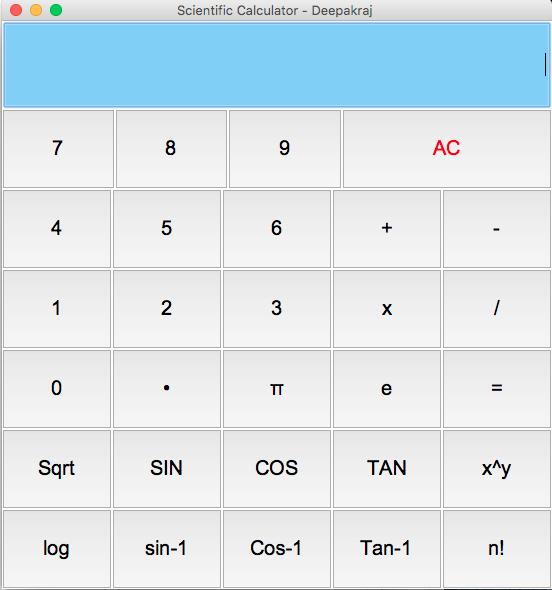 Scientific Calculator - Deepakraj
7 8 9 AC
4 5 6 + -
1 2 3 x /
0 • π e =
Sqrt SIN COS TAN x^y
log sin-1 Cos-1 Tan-1 n!